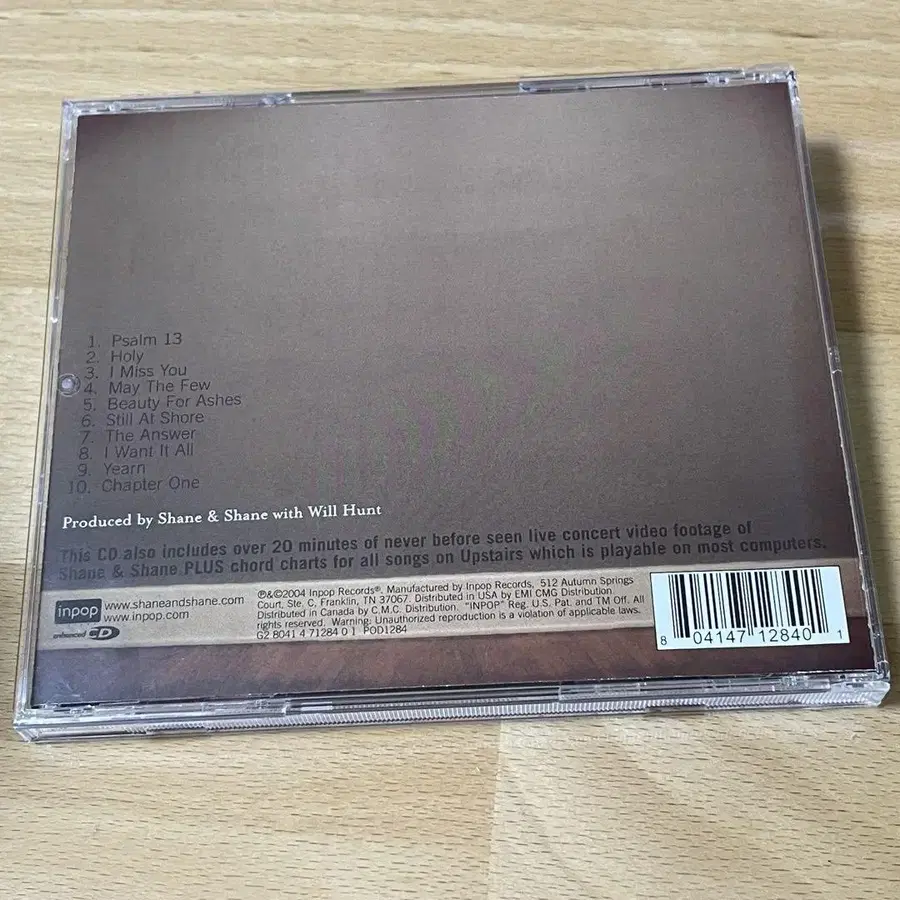 1. Psalm 13
2. Holy
3. I Miss You
4. May The Few
5. Beauty For Ashes
6. Still At Shore
7. The Answer
8. I Want It All
9. Yearn
10. Chapter One
Produced by Shane & Shane with Will Hunt
This CD also includes over 20 minutes of never before seen live concert video footage of
Shane & Shane PLUS chord charts for all songs on Upstairs which is playable on most computers.
inpop
www.shaneandshane.com
www.inpop.com
enhanced CD
℗&©2004 Inpop Records®. Manufactured by Inpop Records, 512 Autumn Springs
Court, Ste. C, Franklin, TN 37067. Distributed in USA by EMI CMG Distribution.
Distributed in Canada by C.M.C. Distribution. "INPOP" Reg. U.S. Pat. and TM Off. All
rights reserved. Warning: Unauthorized reproduction is a violation of applicable laws.
G2 8041 4 71284 0 1 POD1284
8 04147 12840 1